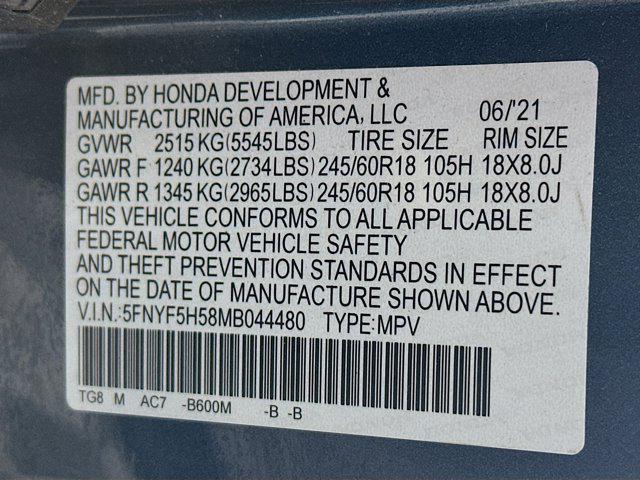 MFD. BY HONDA DEVELOPMENT &
MANUFACTURING OF AMERICA, LLC 06/'21
GVWR 2515 KG(5545LBS) TIRE SIZE RIM SIZE
GAWR F 1240 KG(2734LBS) 245/60R18 105H 18X8.0J
GAWR R 1345 KG(2965LBS) 245/60R18 105H 18X8.0J
THIS VEHICLE CONFORMS TO ALL APPLICABLE
FEDERAL MOTOR VEHICLE SAFETY
AND THEFT PREVENTION STANDARDS IN EFFECT
ON THE DATE OF MANUFACTURE SHOWN ABOVE.
V.I.N.:5FNYF5H58MB044480 TYPE:MPV
TG8 M AC7 -B600M -B -B